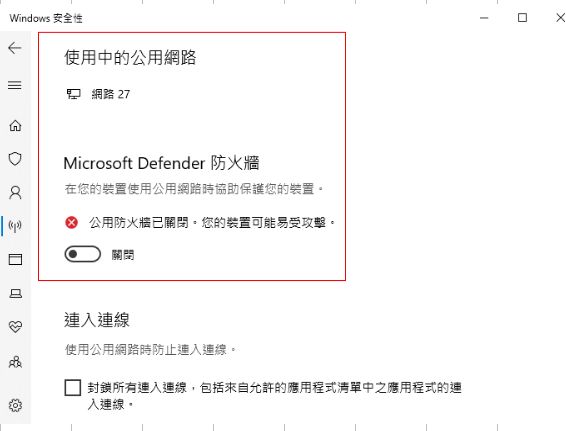 Windows 安全性
使用中的公用網路
網路 27
Microsoft Defender 防火牆
在您的裝置使用公用網路時協助保護您的裝置。
公用防火牆已關閉。您的裝置可能易受攻擊。
關閉
連入連線
使用公用網路時防止連入連線。
封鎖所有連入連線，包括來自允許的應用程式清單中之應用程式的連
入連線。